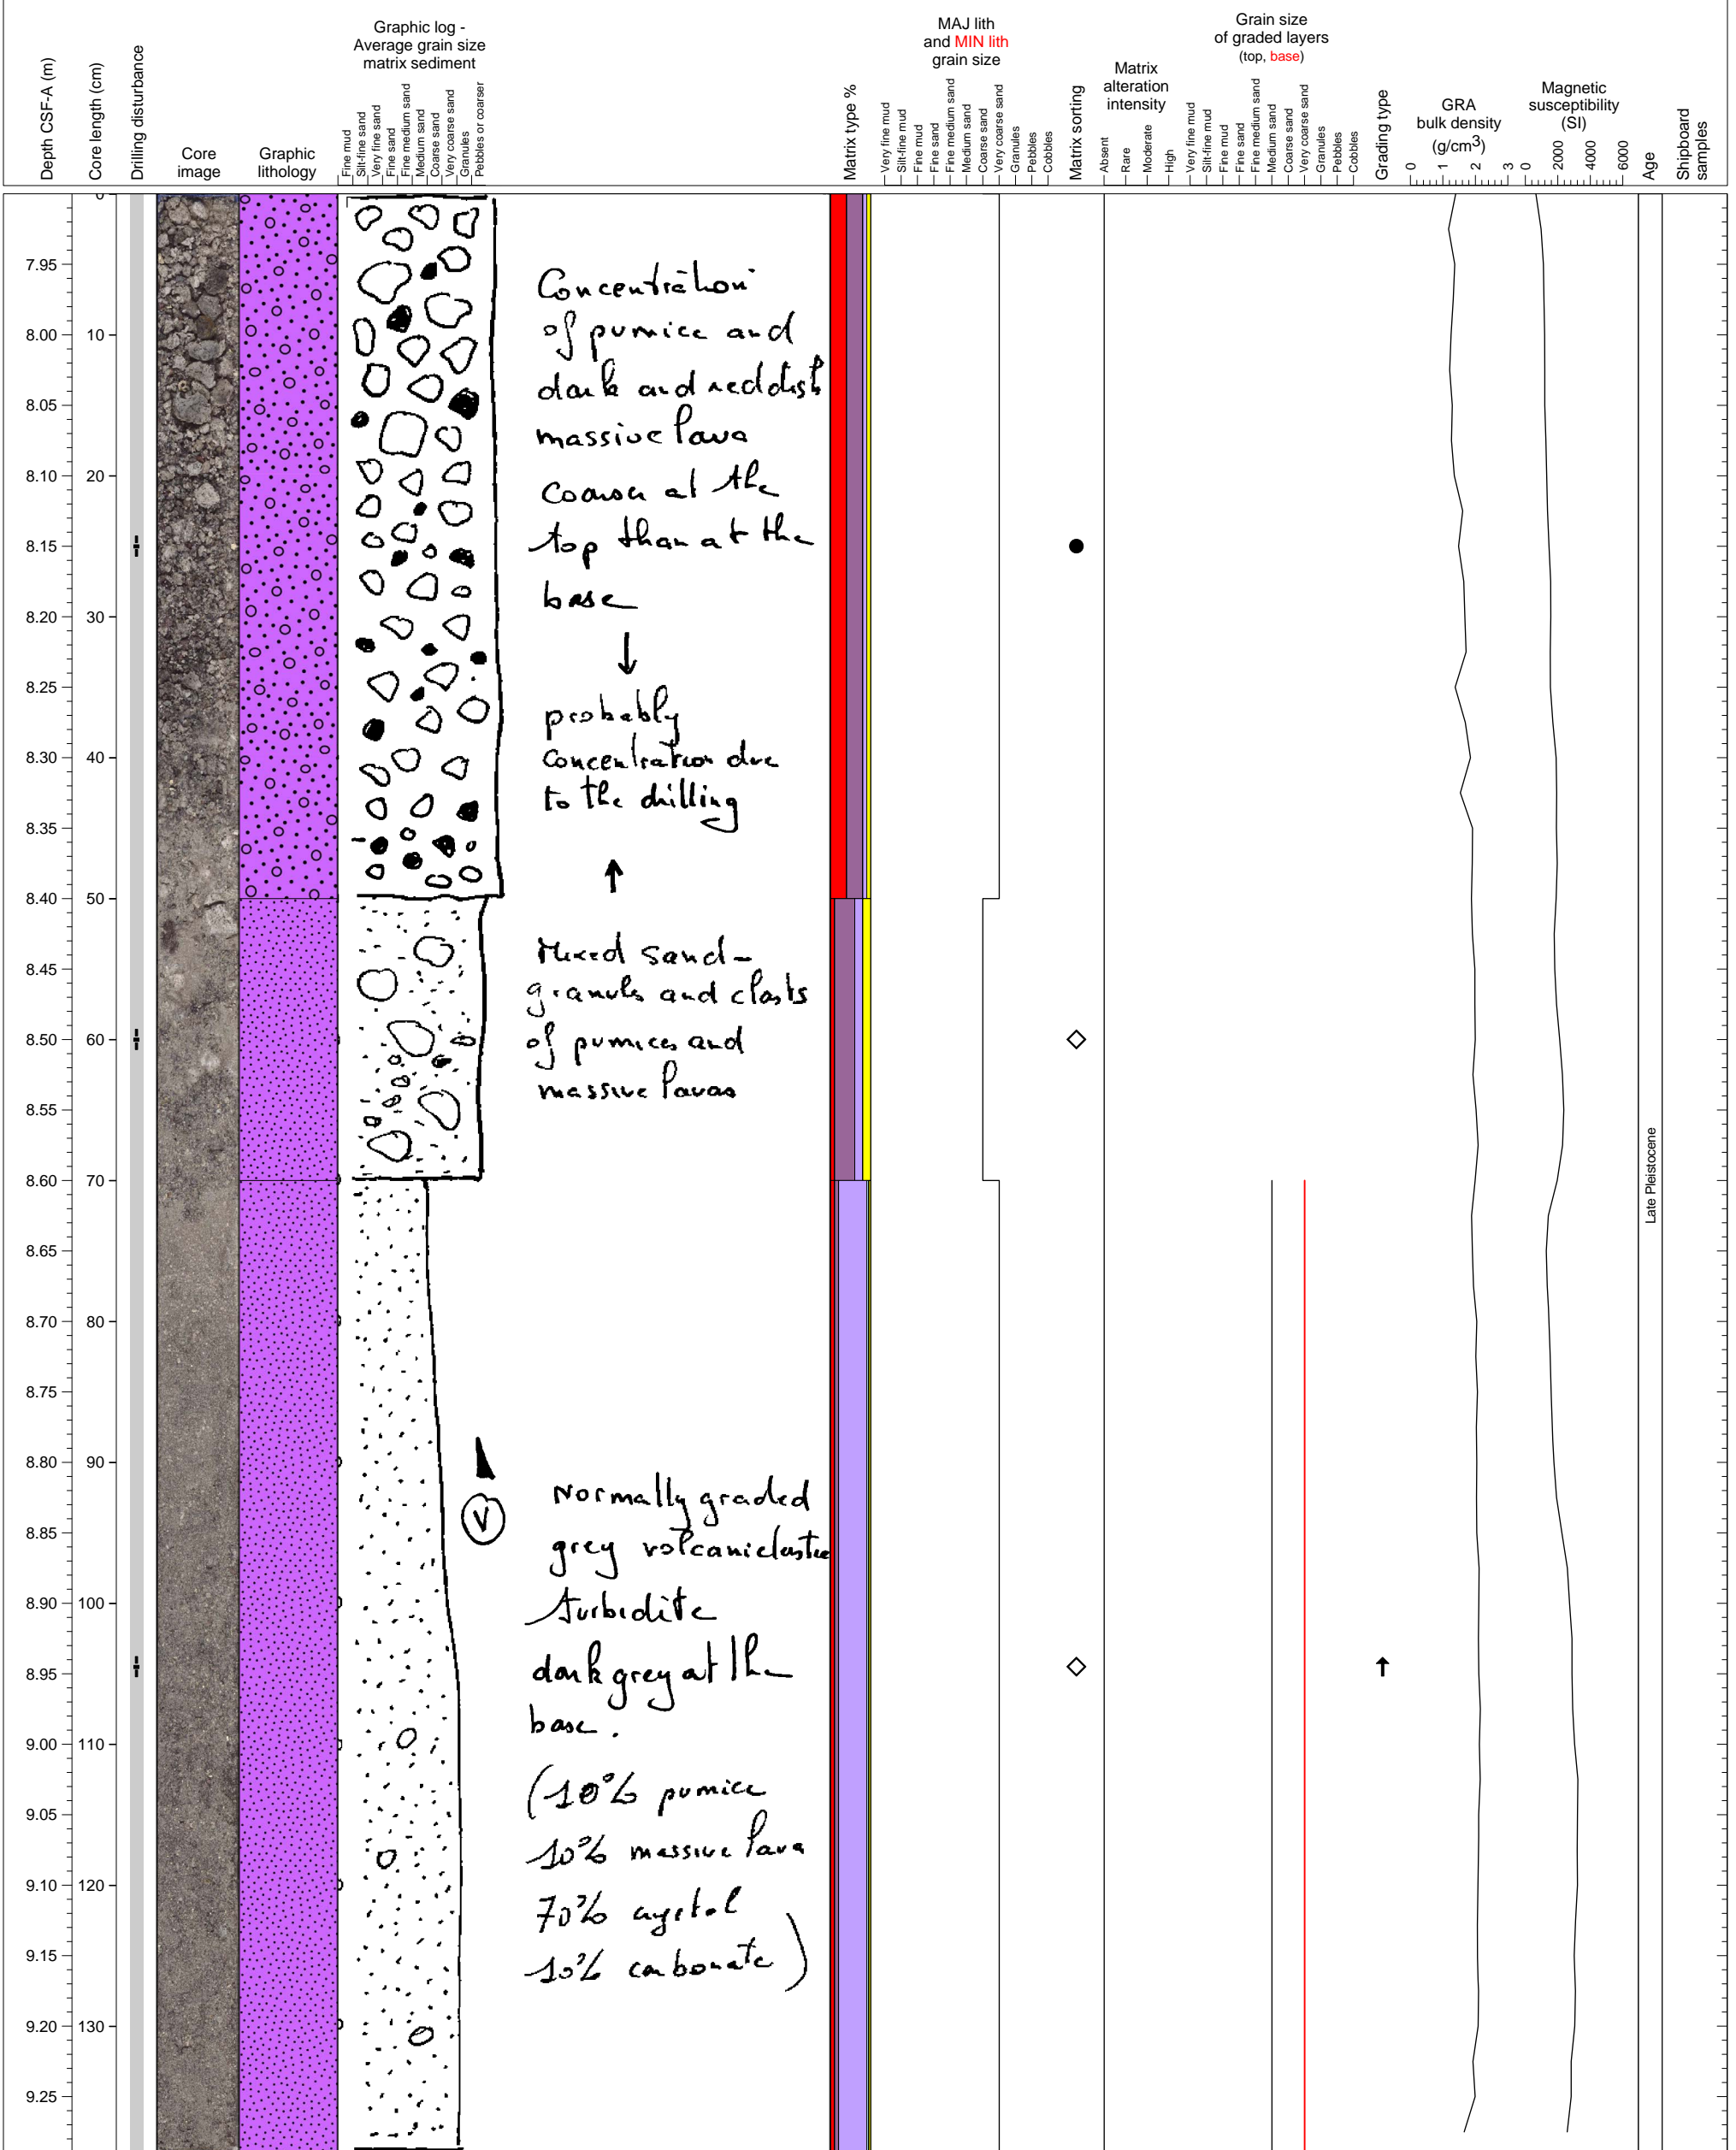 Depth CSF-A (m)
Core length (cm)
Drilling disturbance
Core
image
Graphic
lithology
Graphic log -
Average grain size
matrix sediment
Fine mud
Silt-fine sand
Very fine sand
Fine sand
Fine medium sand
Medium sand
Coarse sand
Very coarse sand
Granules
Pebbles or coarser
Matrix type %
MAJ lith
and MIN lith
grain size
Very fine mud
Silt-fine mud
Fine mud
Fine sand
Fine medium sand
Medium sand
Coarse sand
Very coarse sand
Granules
Pebbles
Cobbles
Matrix sorting
Matrix
alteration
intensity
Absent
Rare
Moderate
High
Grain size
of graded layers
(top, base)
Very fine mud
Silt-fine mud
Fine mud
Fine sand
Fine medium sand
Medium sand
Coarse sand
Very coarse sand
Granules
Pebbles
Cobbles
Grading type
GRA
bulk density
(g/cm3)
0 1 2 3
Magnetic
susceptibility
(SI)
0 2000 4000 6000
Age
Shipboard
samples
0
7.95
8.00 10
8.05
8.10 20
8.15
8.20 30
8.25
8.30 40
8.35
8.40 50
8.45
8.50 60
8.55
8.60 70
8.65
8.70 80
8.75
8.80 90
8.85
8.90 100
8.95
9.00 110
9.05
9.10 120
9.15
9.20 130
9.25
Concentration
of pumice and
dark and reddish
massive lava
coarser at the
top than at the
base
↓
probably
concentration due
to the drilling
↑
Mixed sand-
granules and clasts
of pumices and
massive lavas
V
Normally graded
grey volcaniclastic
turbidite
dark grey at the
base.
(10% pumice
10% massive lava
70% crystal
10% carbonate)
Late Pleistocene